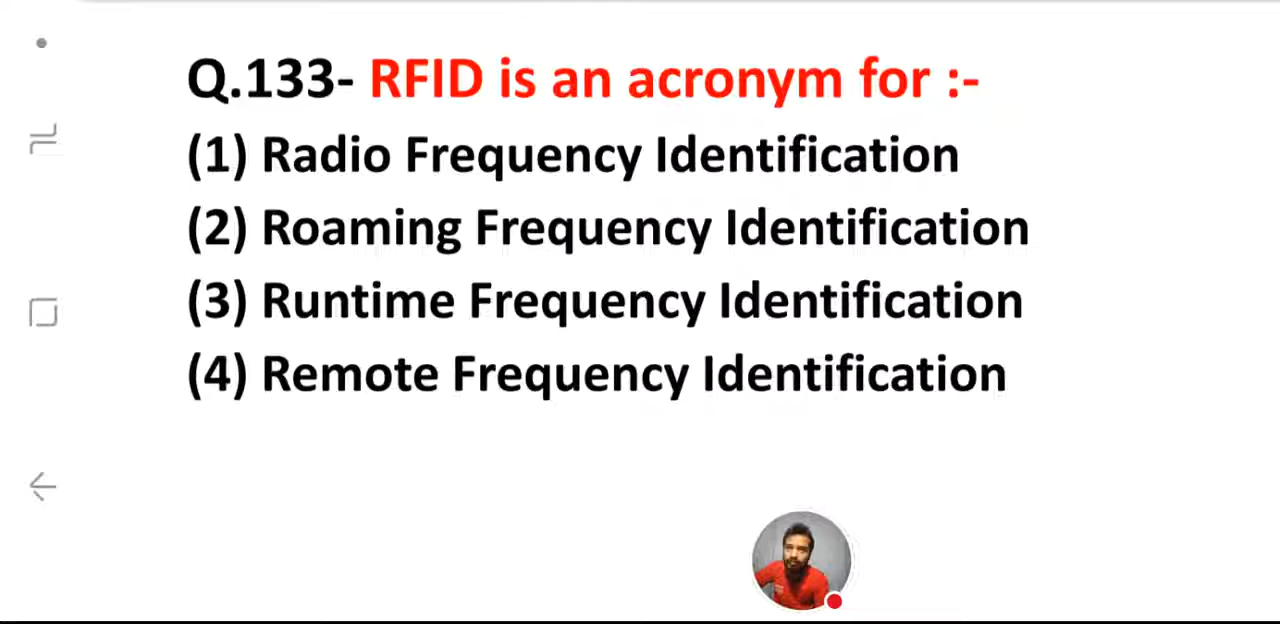 Q.133- RFID is an acronym for :-
(1) Radio Frequency Identification
(2) Roaming Frequency Identification
(3) Runtime Frequency Identification
(4) Remote Frequency Identification